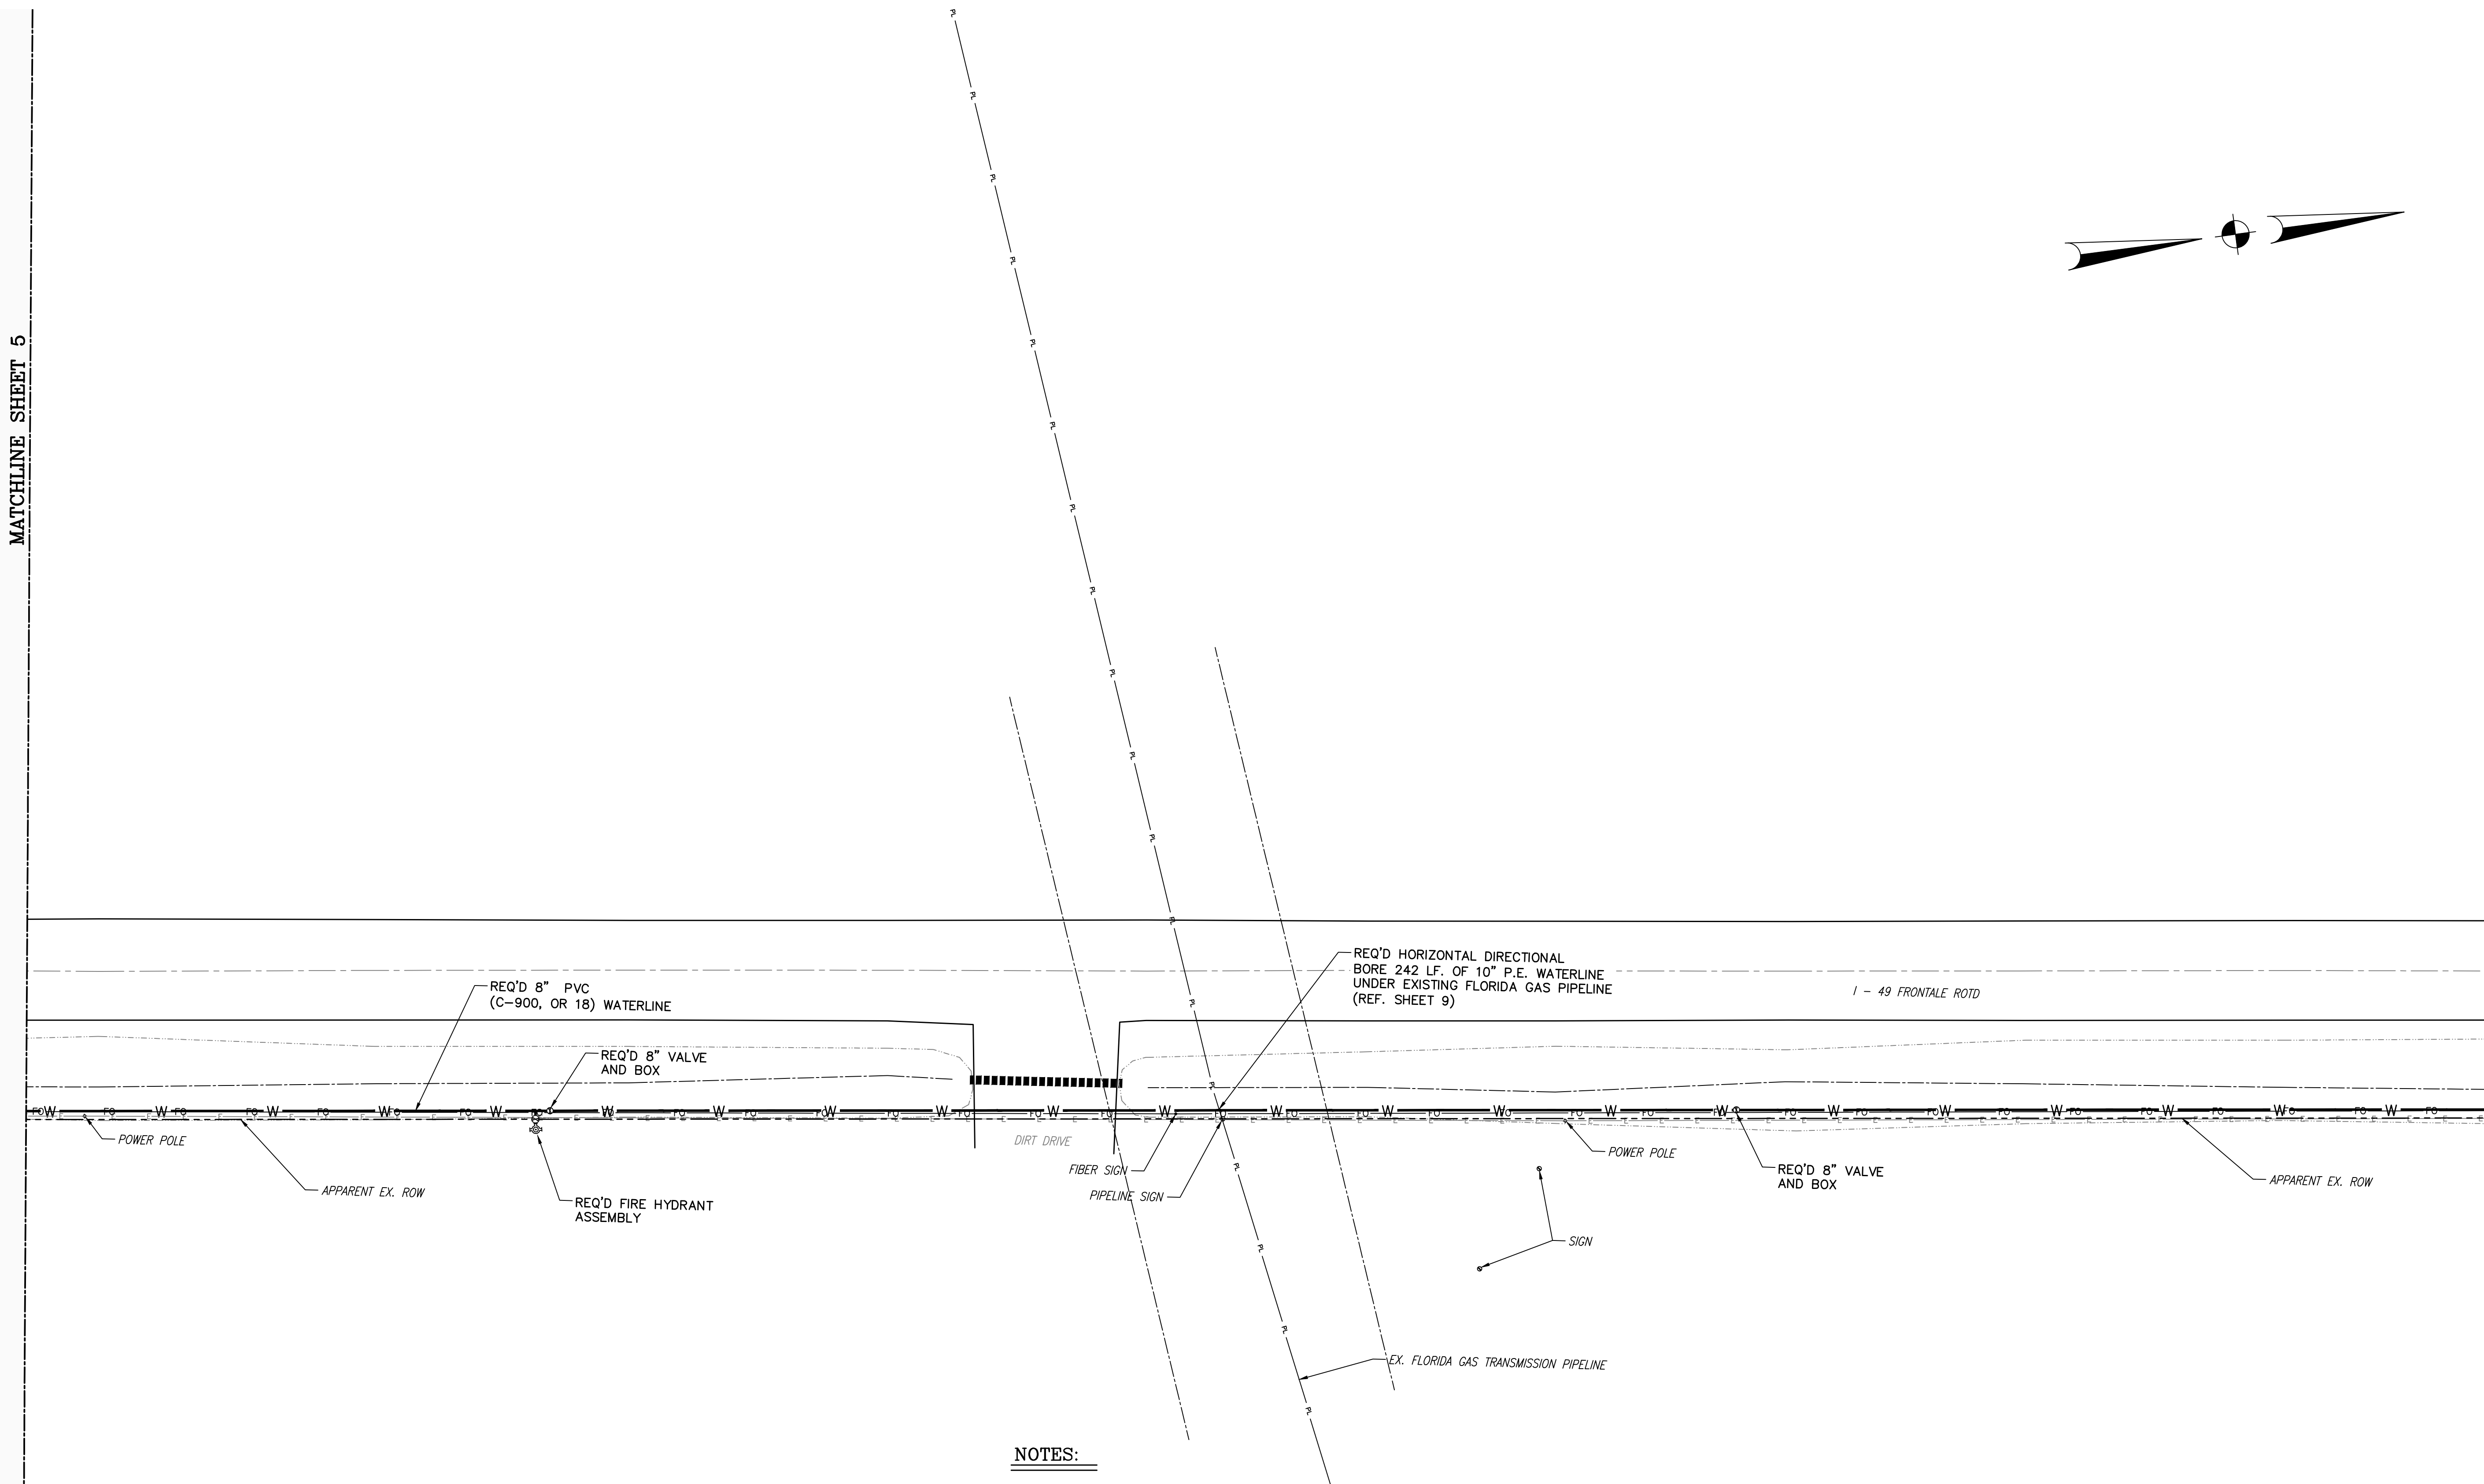 MATCHLINE SHEET 5
REQ'D HORIZONTAL DIRECTIONAL
BORE 242 LF. OF 10" P.E. WATERLINE
UNDER EXISTING FLORIDA GAS PIPELINE
(REF. SHEET 9)
REQ'D 8" PVC
(C-900, OR 18) WATERLINE
I - 49 FRONTALE ROTD
REQ'D 8" VALVE
AND BOX
POWER POLE
DIRT DRIVE
POWER POLE
FIBER SIGN
REQ'D 8" VALVE
AND BOX
APPARENT EX. ROW
PIPELINE SIGN
APPARENT EX. ROW
REQ'D FIRE HYDRANT
ASSEMBLY
SIGN
EX. FLORIDA GAS TRANSMISSION PIPELINE
NOTES: